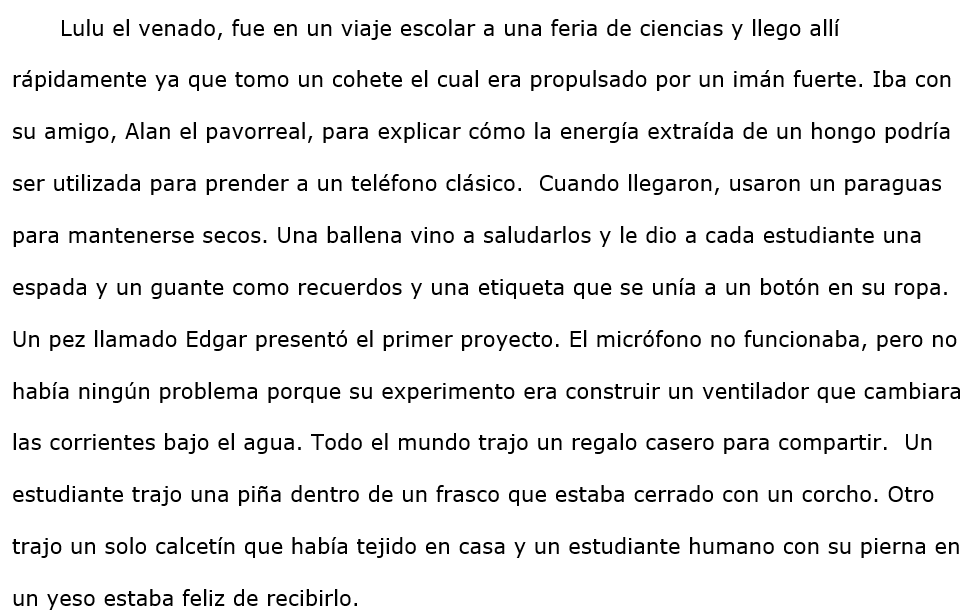 Lulu el venado, fue en un viaje escolar a una feria de ciencias y llego allí
rápidamente ya que tomo un cohete el cual era propulsado por un imán fuerte. Iba con
su amigo, Alan el pavorreal, para explicar cómo la energía extraída de un hongo podría
ser utilizada para prender a un teléfono clásico.  Cuando llegaron, usaron un paraguas
para mantenerse secos. Una ballena vino a saludarlos y le dio a cada estudiante una
espada y un guante como recuerdos y una etiqueta que se unía a un botón en su ropa.
Un pez llamado Edgar presentó el primer proyecto. El micrófono no funcionaba, pero no
había ningún problema porque su experimento era construir un ventilador que cambiara
las corrientes bajo el agua. Todo el mundo trajo un regalo casero para compartir.  Un
estudiante trajo una piña dentro de un frasco que estaba cerrado con un corcho. Otro
trajo un solo calcetín que había tejido en casa y un estudiante humano con su pierna en
un yeso estaba feliz de recibirlo.